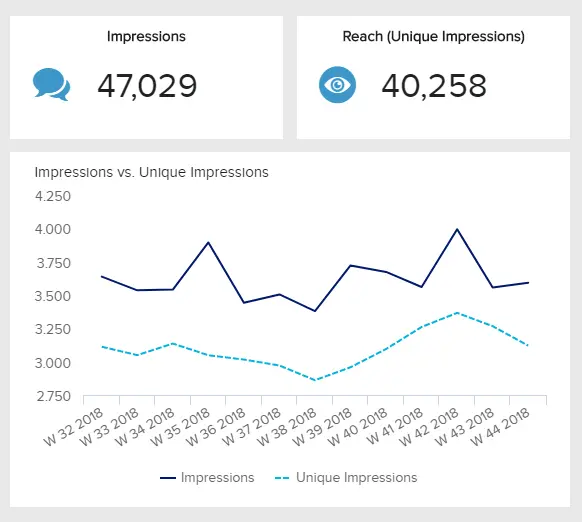 Impressions
47,029
Reach (Unique Impressions)
40,258
Impressions vs. Unique Impressions
4.250
4.000
3.750
3.500
3.250
3.000
2.750
W 32 2018
W 33 2018
W 34 2018
W 35 2018
W 36 2018
W 37 2018
W 38 2018
W 39 2018
W 40 2018
W 41 2018
W 42 2018
W 43 2018
W 44 2018
Impressions
Unique Impressions